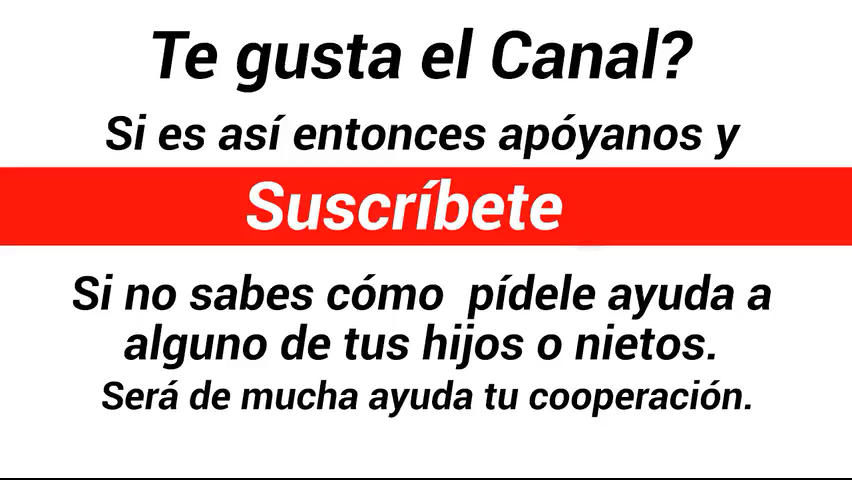 Te gusta el Canal?
Si es así entonces apóyanos y
Suscríbete
Si no sabes cómo pídele ayuda a
alguno de tus hijos o nietos.
Será de mucha ayuda tu cooperación.